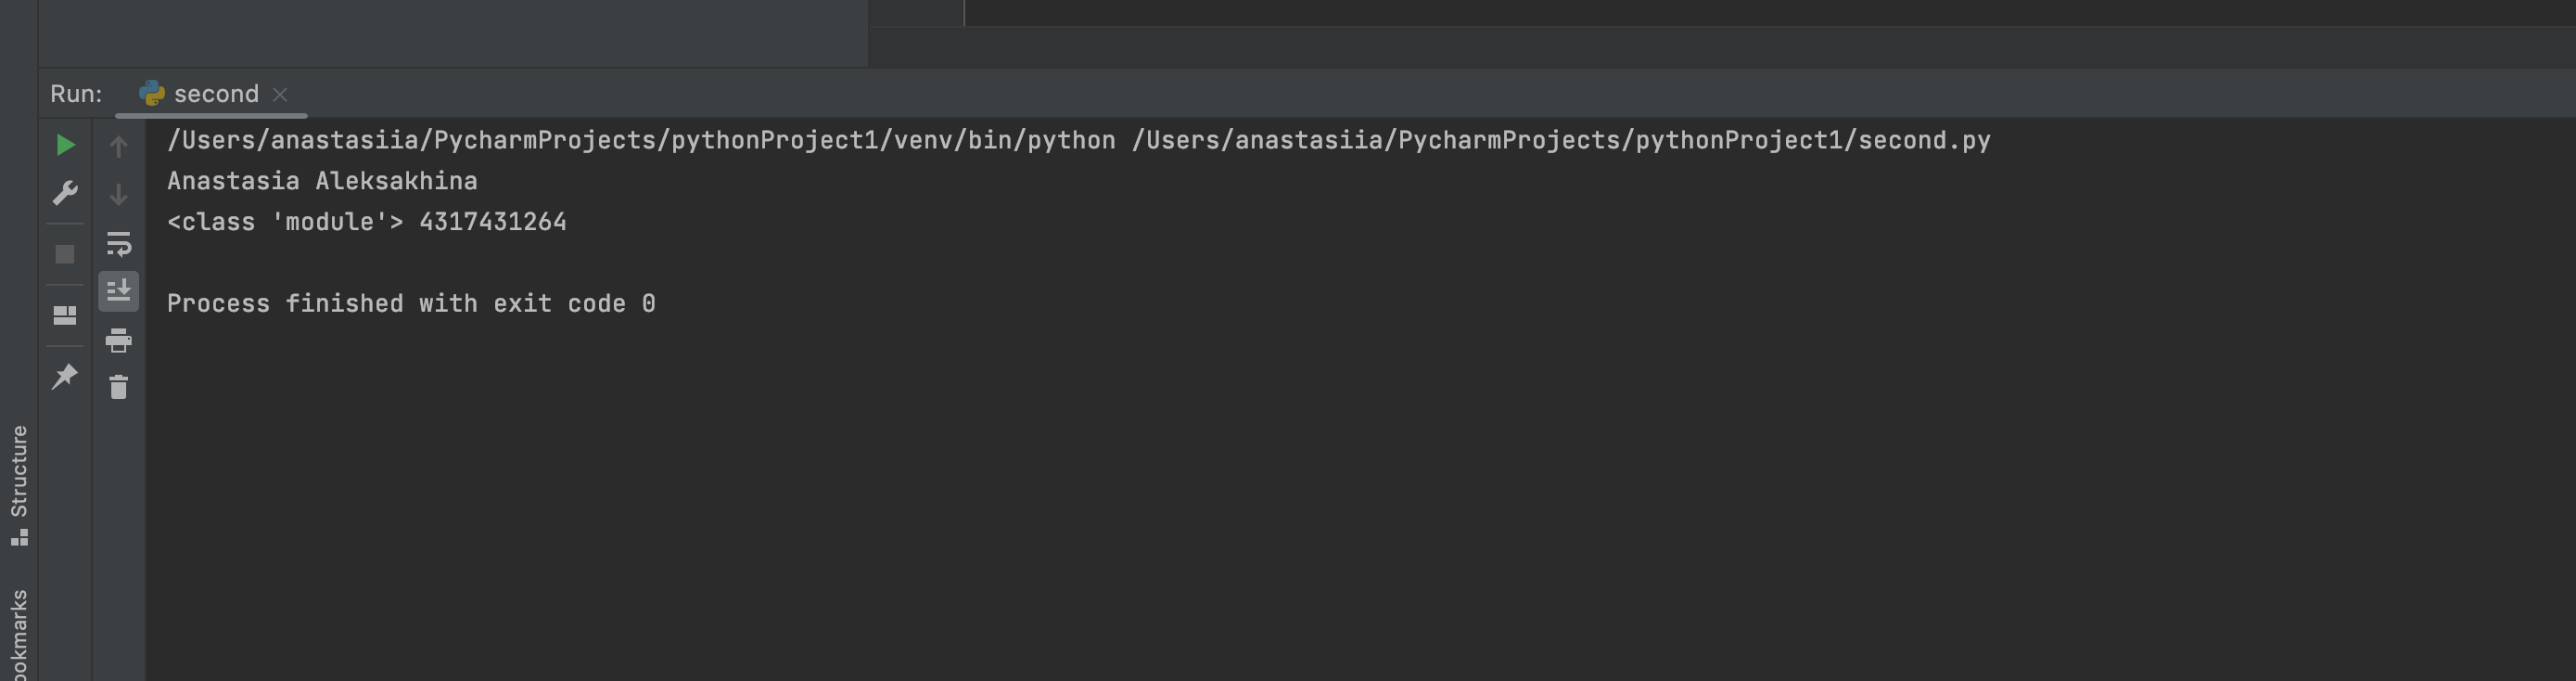 Run: second
/Users/anastasiia/PycharmProjects/pythonProject1/venv/bin/python /Users/anastasiia/PycharmProjects/pythonProject1/second.py
Anastasia Aleksakhina
<class 'module'> 4317431264
Process finished with exit code 0
Structure
ookmarks